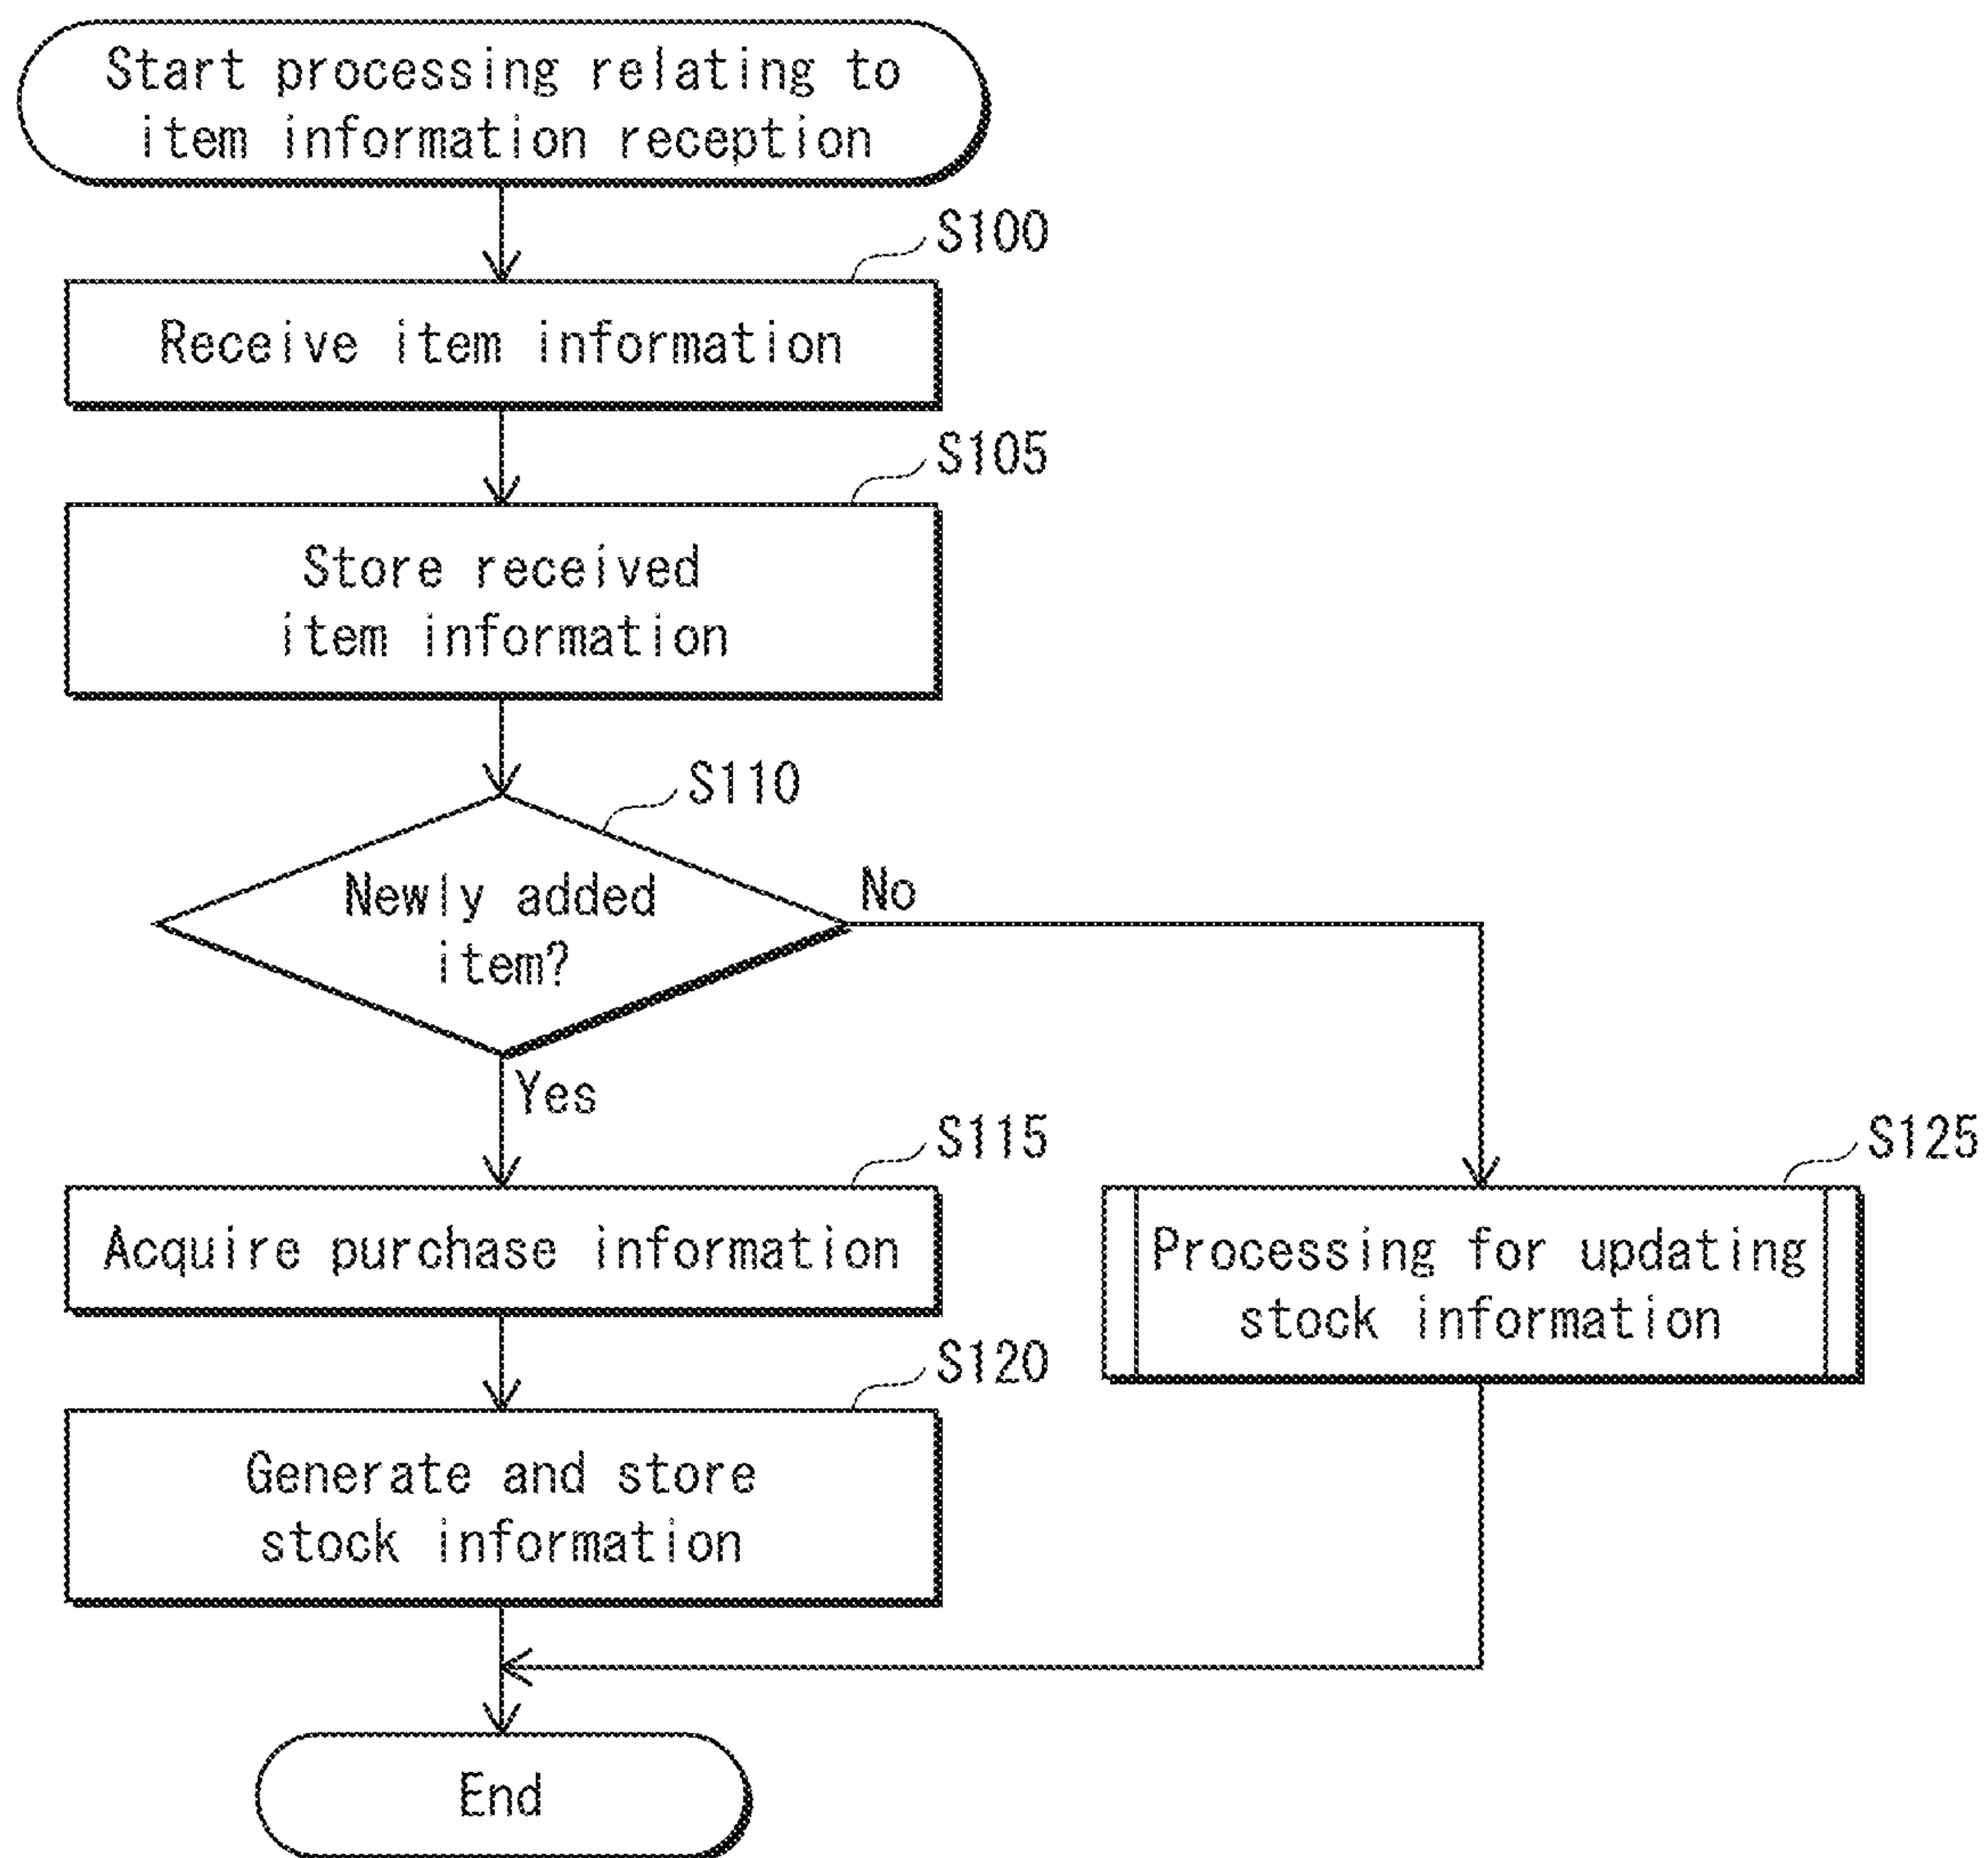 Start processing relating to
item information reception
S100
Receive item information
S105
Store received
item information
S110
Newly added
item?
No
Yes
S115
Acquire purchase information
S125
Processing for updating
stock information
S120
Generate and store
stock information
End